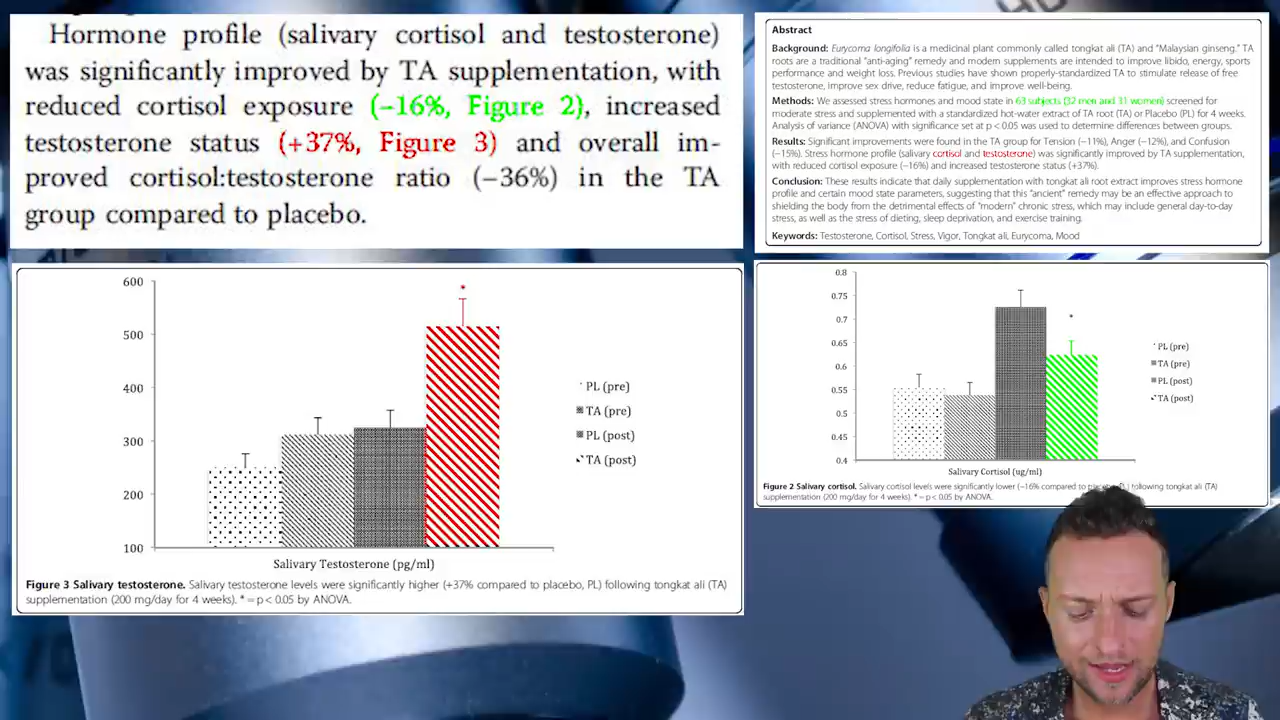 Hormone profile (salivary cortisol and testosterone)
was significantly improved by TA supplementation, with
reduced cortisol exposure (−16%, Figure 2), increased
testosterone status (+37%, Figure 3) and overall im-
proved cortisol:testosterone ratio (−36%) in the TA
group compared to placebo.
Abstract
Background: Eurycoma longifolia is a medicinal plant commonly called tongkat ali (TA) and “Malaysian ginseng.” TA
roots are a traditional “anti-aging” remedy and modern supplements are intended to improve libido, energy, sports
performance and weight loss. Previous studies have shown properly-standardized TA to stimulate release of free
testosterone, improve sex drive, reduce fatigue, and improve well-being.
Methods: We assessed stress hormones and mood state in 63 subjects (32 men and 31 women) screened for
moderate stress and supplemented with a standardized hot-water extract of TA root (TA) or Placebo (PL) for 4 weeks.
Analysis of variance (ANOVA) with significance set at p < 0.05 was used to determine differences between groups.
Results: Significant improvements were found in the TA group for Tension (−11%), Anger (−12%), and Confusion
(−15%). Stress hormone profile (salivary cortisol and testosterone) was significantly improved by TA supplementation,
with reduced cortisol exposure (−16%) and increased testosterone status (+37%).
Conclusion: These results indicate that daily supplementation with tongkat ali root extract improves stress hormone
profile and certain mood state parameters, suggesting that this “ancient” remedy may be an effective approach to
shielding the body from the detrimental effects of “modern” chronic stress, which may include general day-to-day
stress, as well as the stress of dieting, sleep deprivation, and exercise training.
Keywords: Testosterone, Cortisol, Stress, Vigor, Tongkat ali, Eurycoma, Mood
600
500
400
300
200
100
*
PL (pre)
TA (pre)
PL (post)
TA (post)
Salivary Testosterone (pg/ml)
Figure 3 Salivary testosterone. Salivary testosterone levels were significantly higher (+37% compared to placebo, PL) following tongkat ali (TA)
supplementation (200 mg/day for 4 weeks). * = p < 0.05 by ANOVA.
0.8
0.75
0.7
0.65
0.6
0.55
0.5
0.45
0.4
*
PL (pre)
TA (pre)
PL (post)
TA (post)
Salivary Cortisol (ug/ml)
Figure 2 Salivary cortisol. Salivary cortisol levels were significantly lower (−16% compared to following tongkat ali (TA)
supplementation (200 mg/day for 4 weeks). * = p < 0.05 by ANOVA.